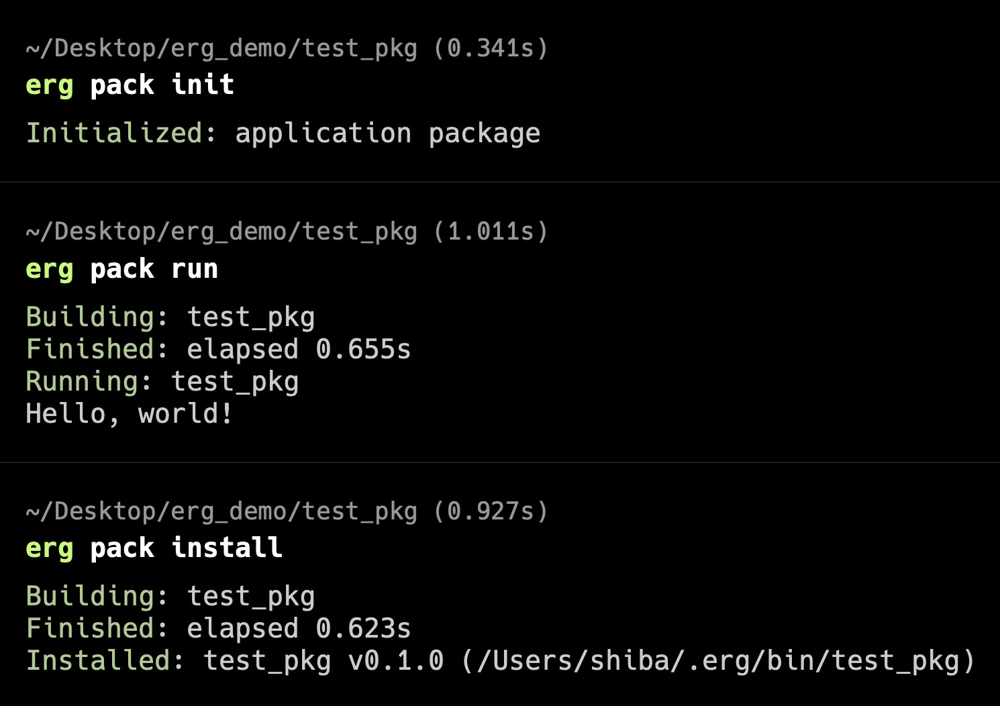 ~/Desktop/erg_demo/test_pkg (0.341s)
erg pack init
Initialized: application package
~/Desktop/erg_demo/test_pkg (1.011s)
erg pack run
Building: test_pkg
Finished: elapsed 0.655s
Running: test_pkg
Hello, world!
~/Desktop/erg_demo/test_pkg (0.927s)
erg pack install
Building: test_pkg
Finished: elapsed 0.623s
Installed: test_pkg v0.1.0 (/Users/shiba/.erg/bin/test_pkg)